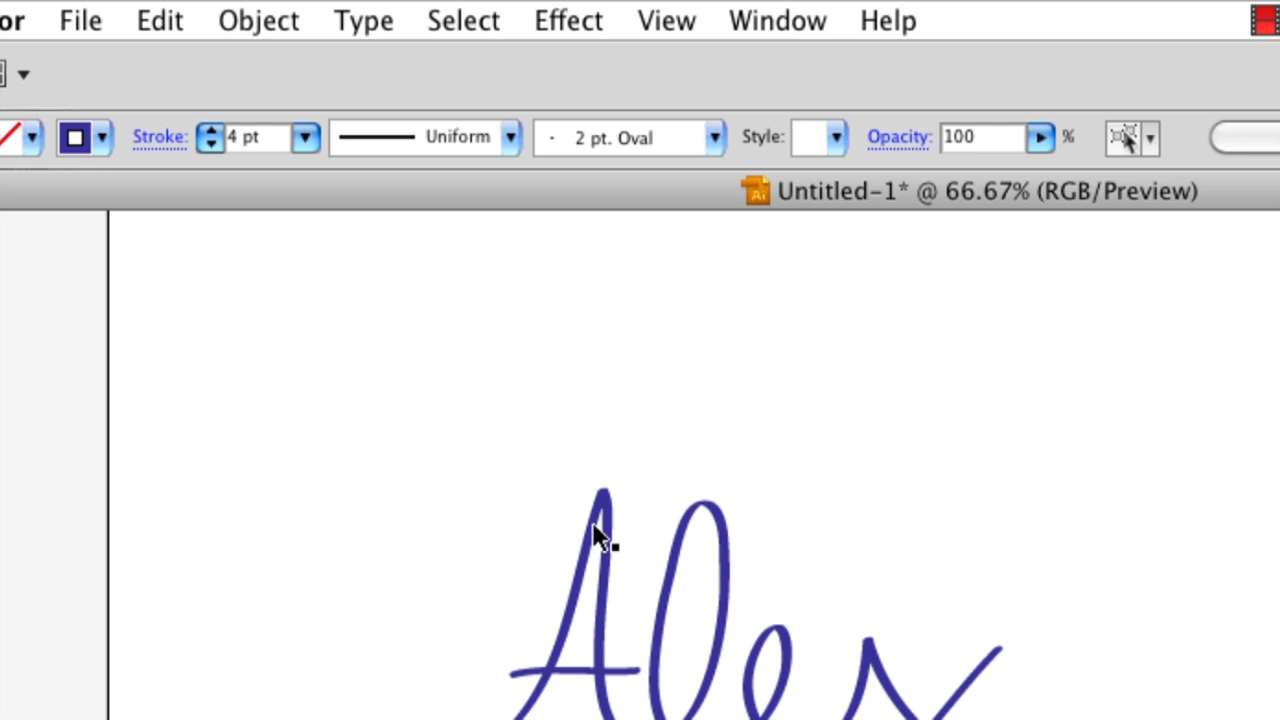 or File Edit Object Type Select Effect View Window Help
Stroke: 4 pt Uniform 2 pt. Oval Style: Opacity: 100 %
Ai Untitled-1* @ 66.67% (RGB/Preview)
Alex